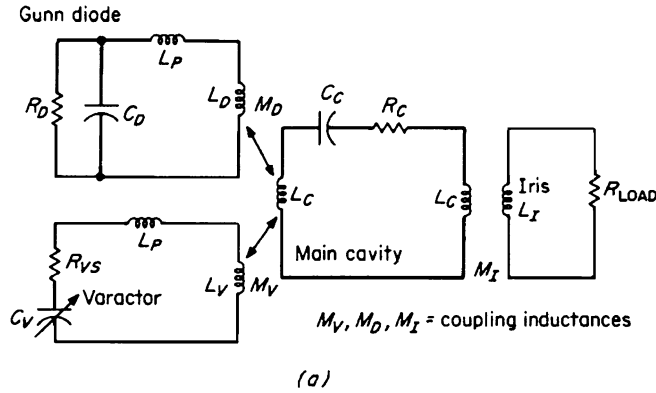 Gunn diode
L_P
R_D
C_D
L_D
M_D
C_C
R_C
L_C
L_C
Iris
L_I
R_LOAD
Main cavity
M_I
L_P
R_VS
C_V
Varactor
L_V
M_V
M_V, M_D, M_I = coupling inductances
(a)